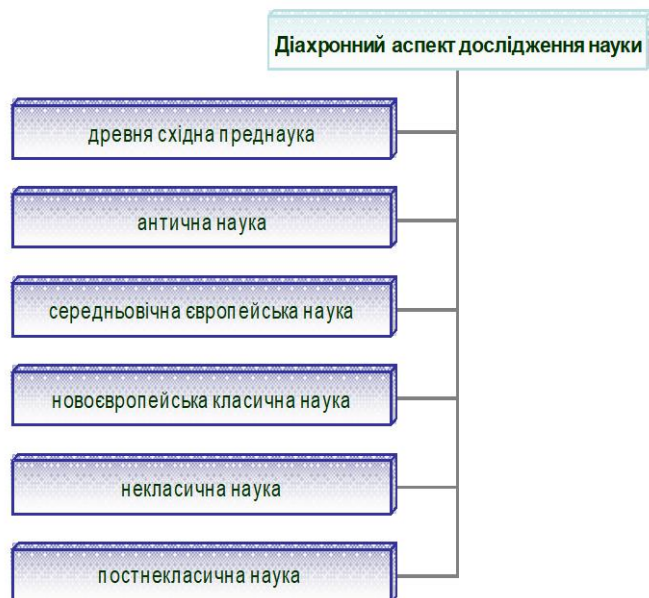 Діахронний аспект дослідження науки
древня східна преднаука
антична наука
середньовічна європейська наука
новоєвропейська класична наука
некласична наука
постнекласична наука